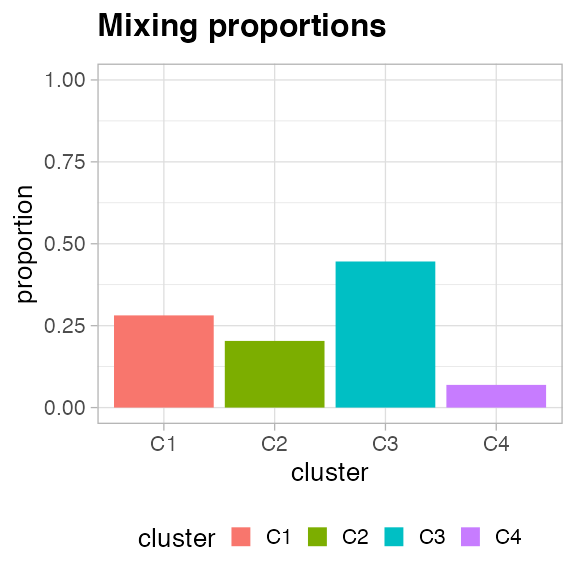 Mixing proportions
1.00
0.75
0.50
0.25
0.00
proportion
C1 C2 C3 C4
cluster
cluster C1 C2 C3 C4